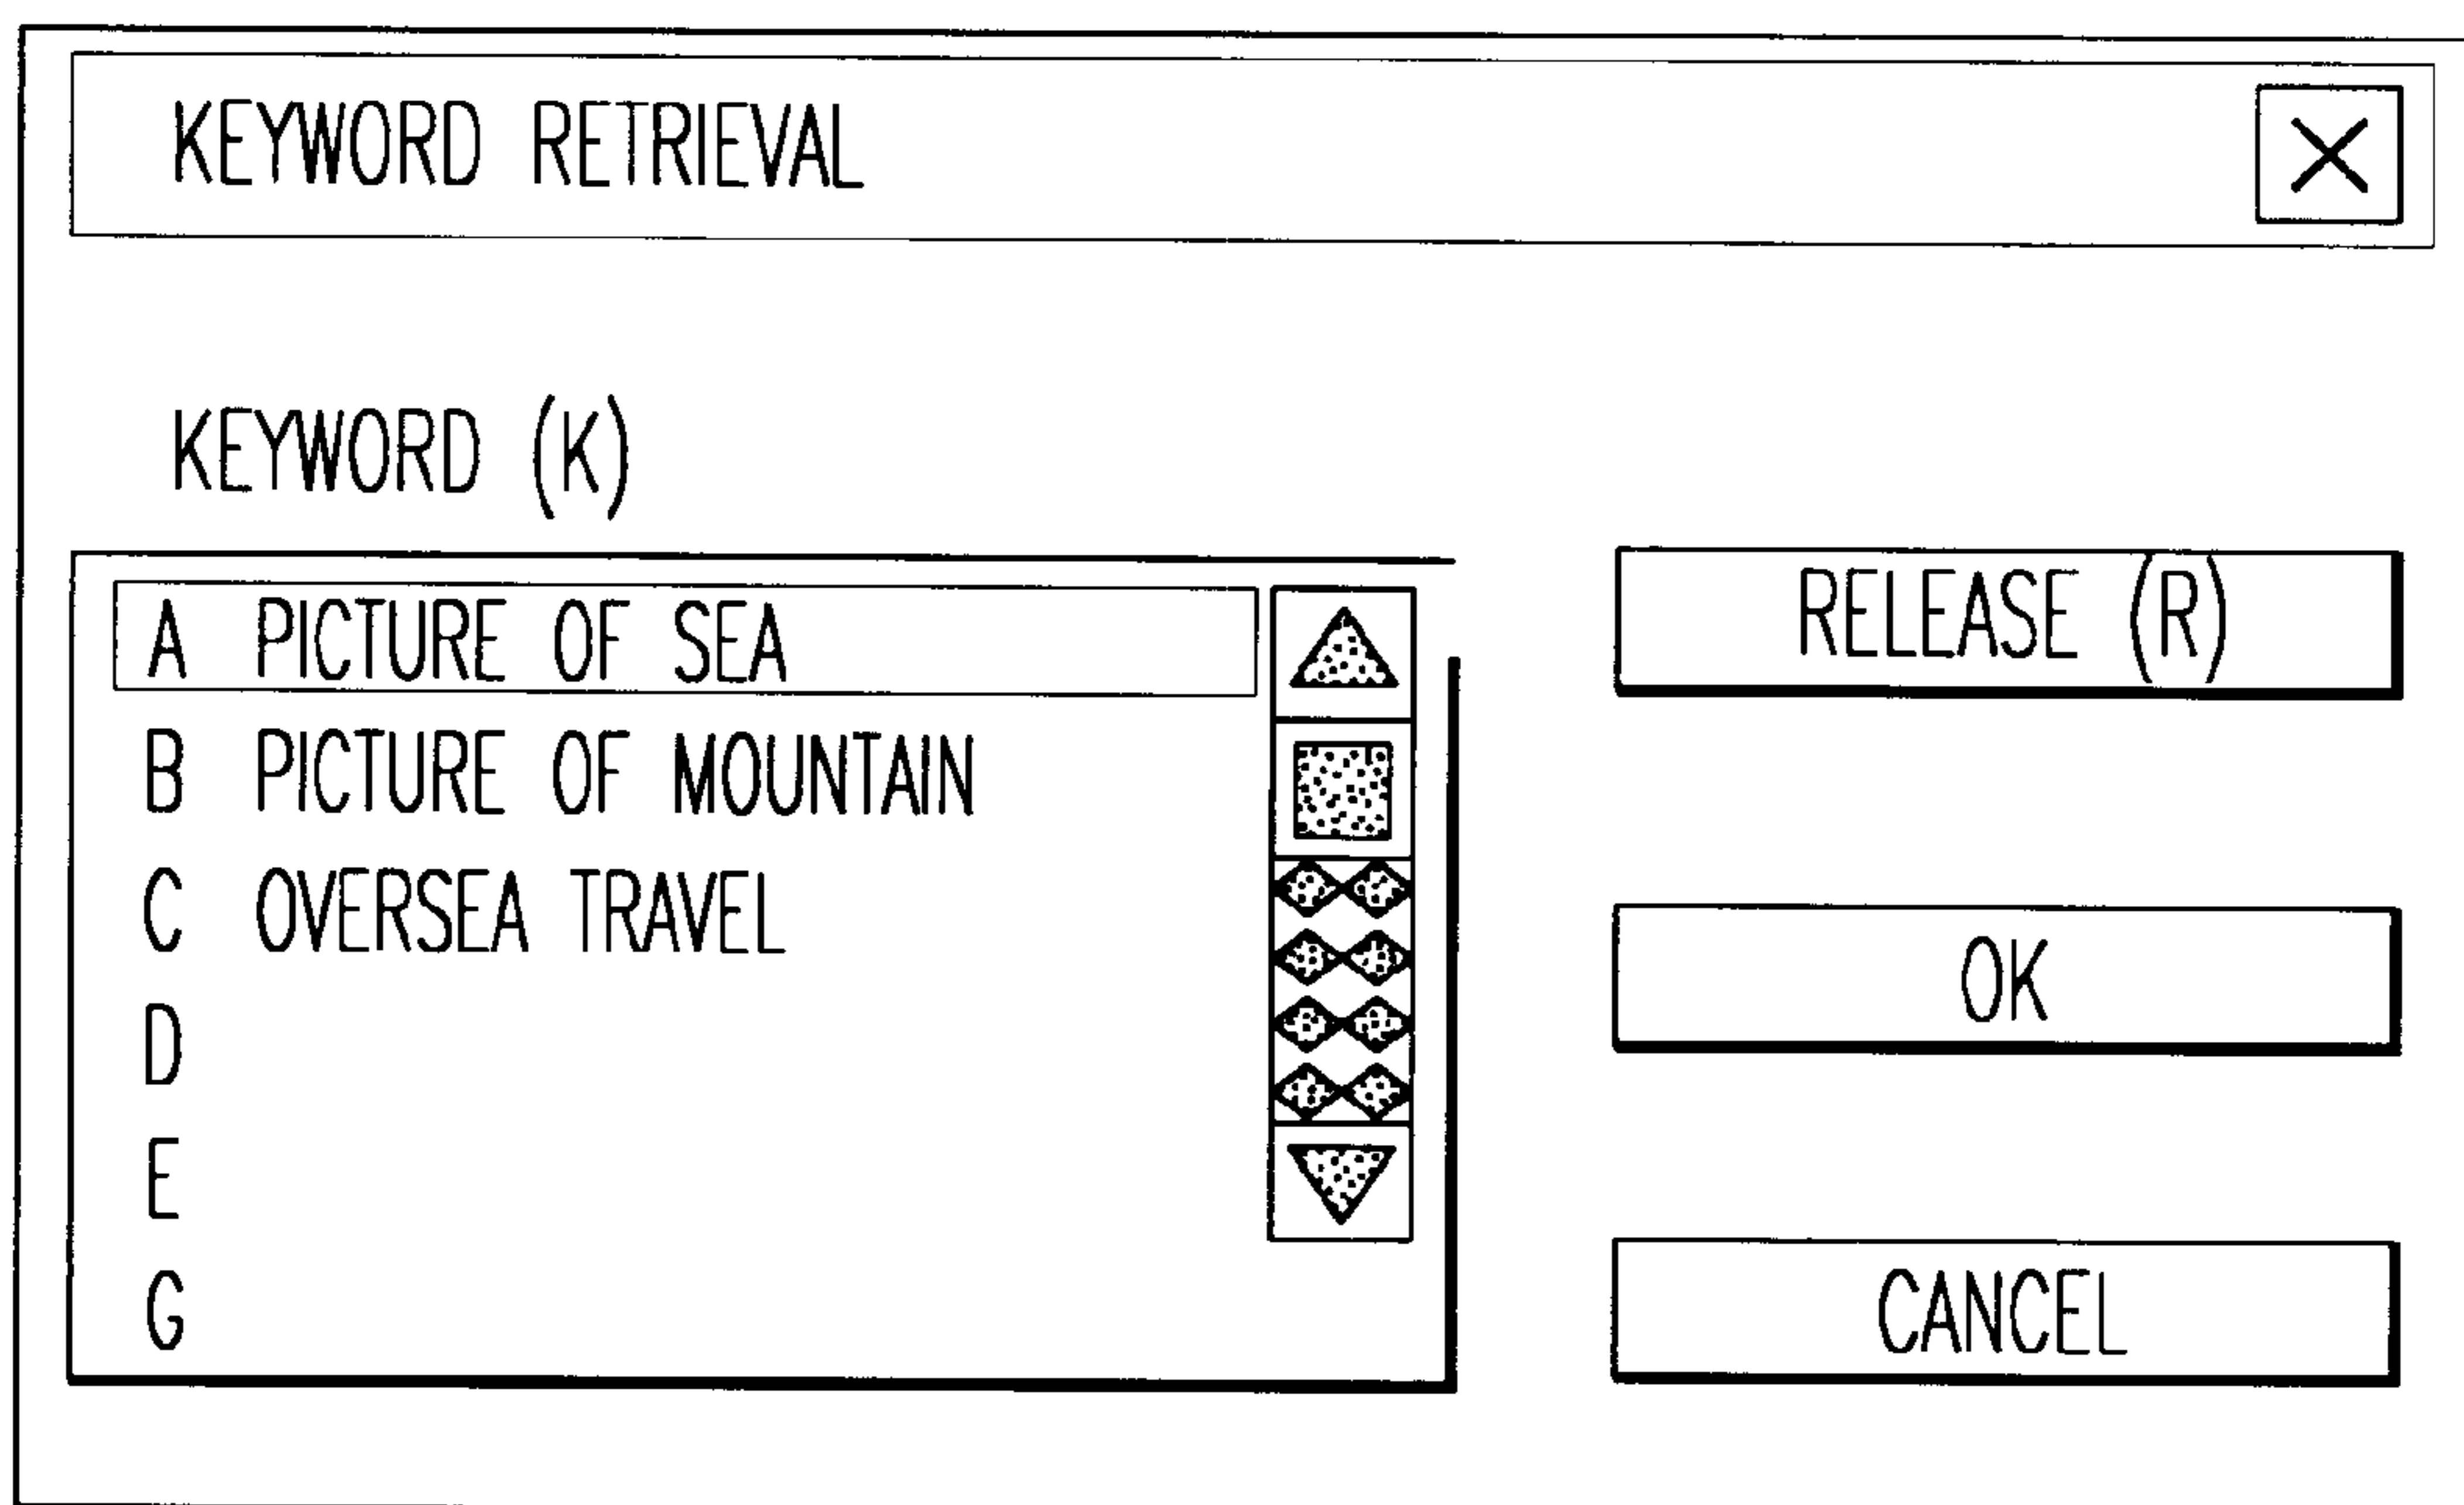 KEYWORD RETRIEVAL
KEYWORD (K)
A PICTURE OF SEA
B PICTURE OF MOUNTAIN
C OVERSEA TRAVEL
D
E
G
RELEASE (R)
OK
CANCEL